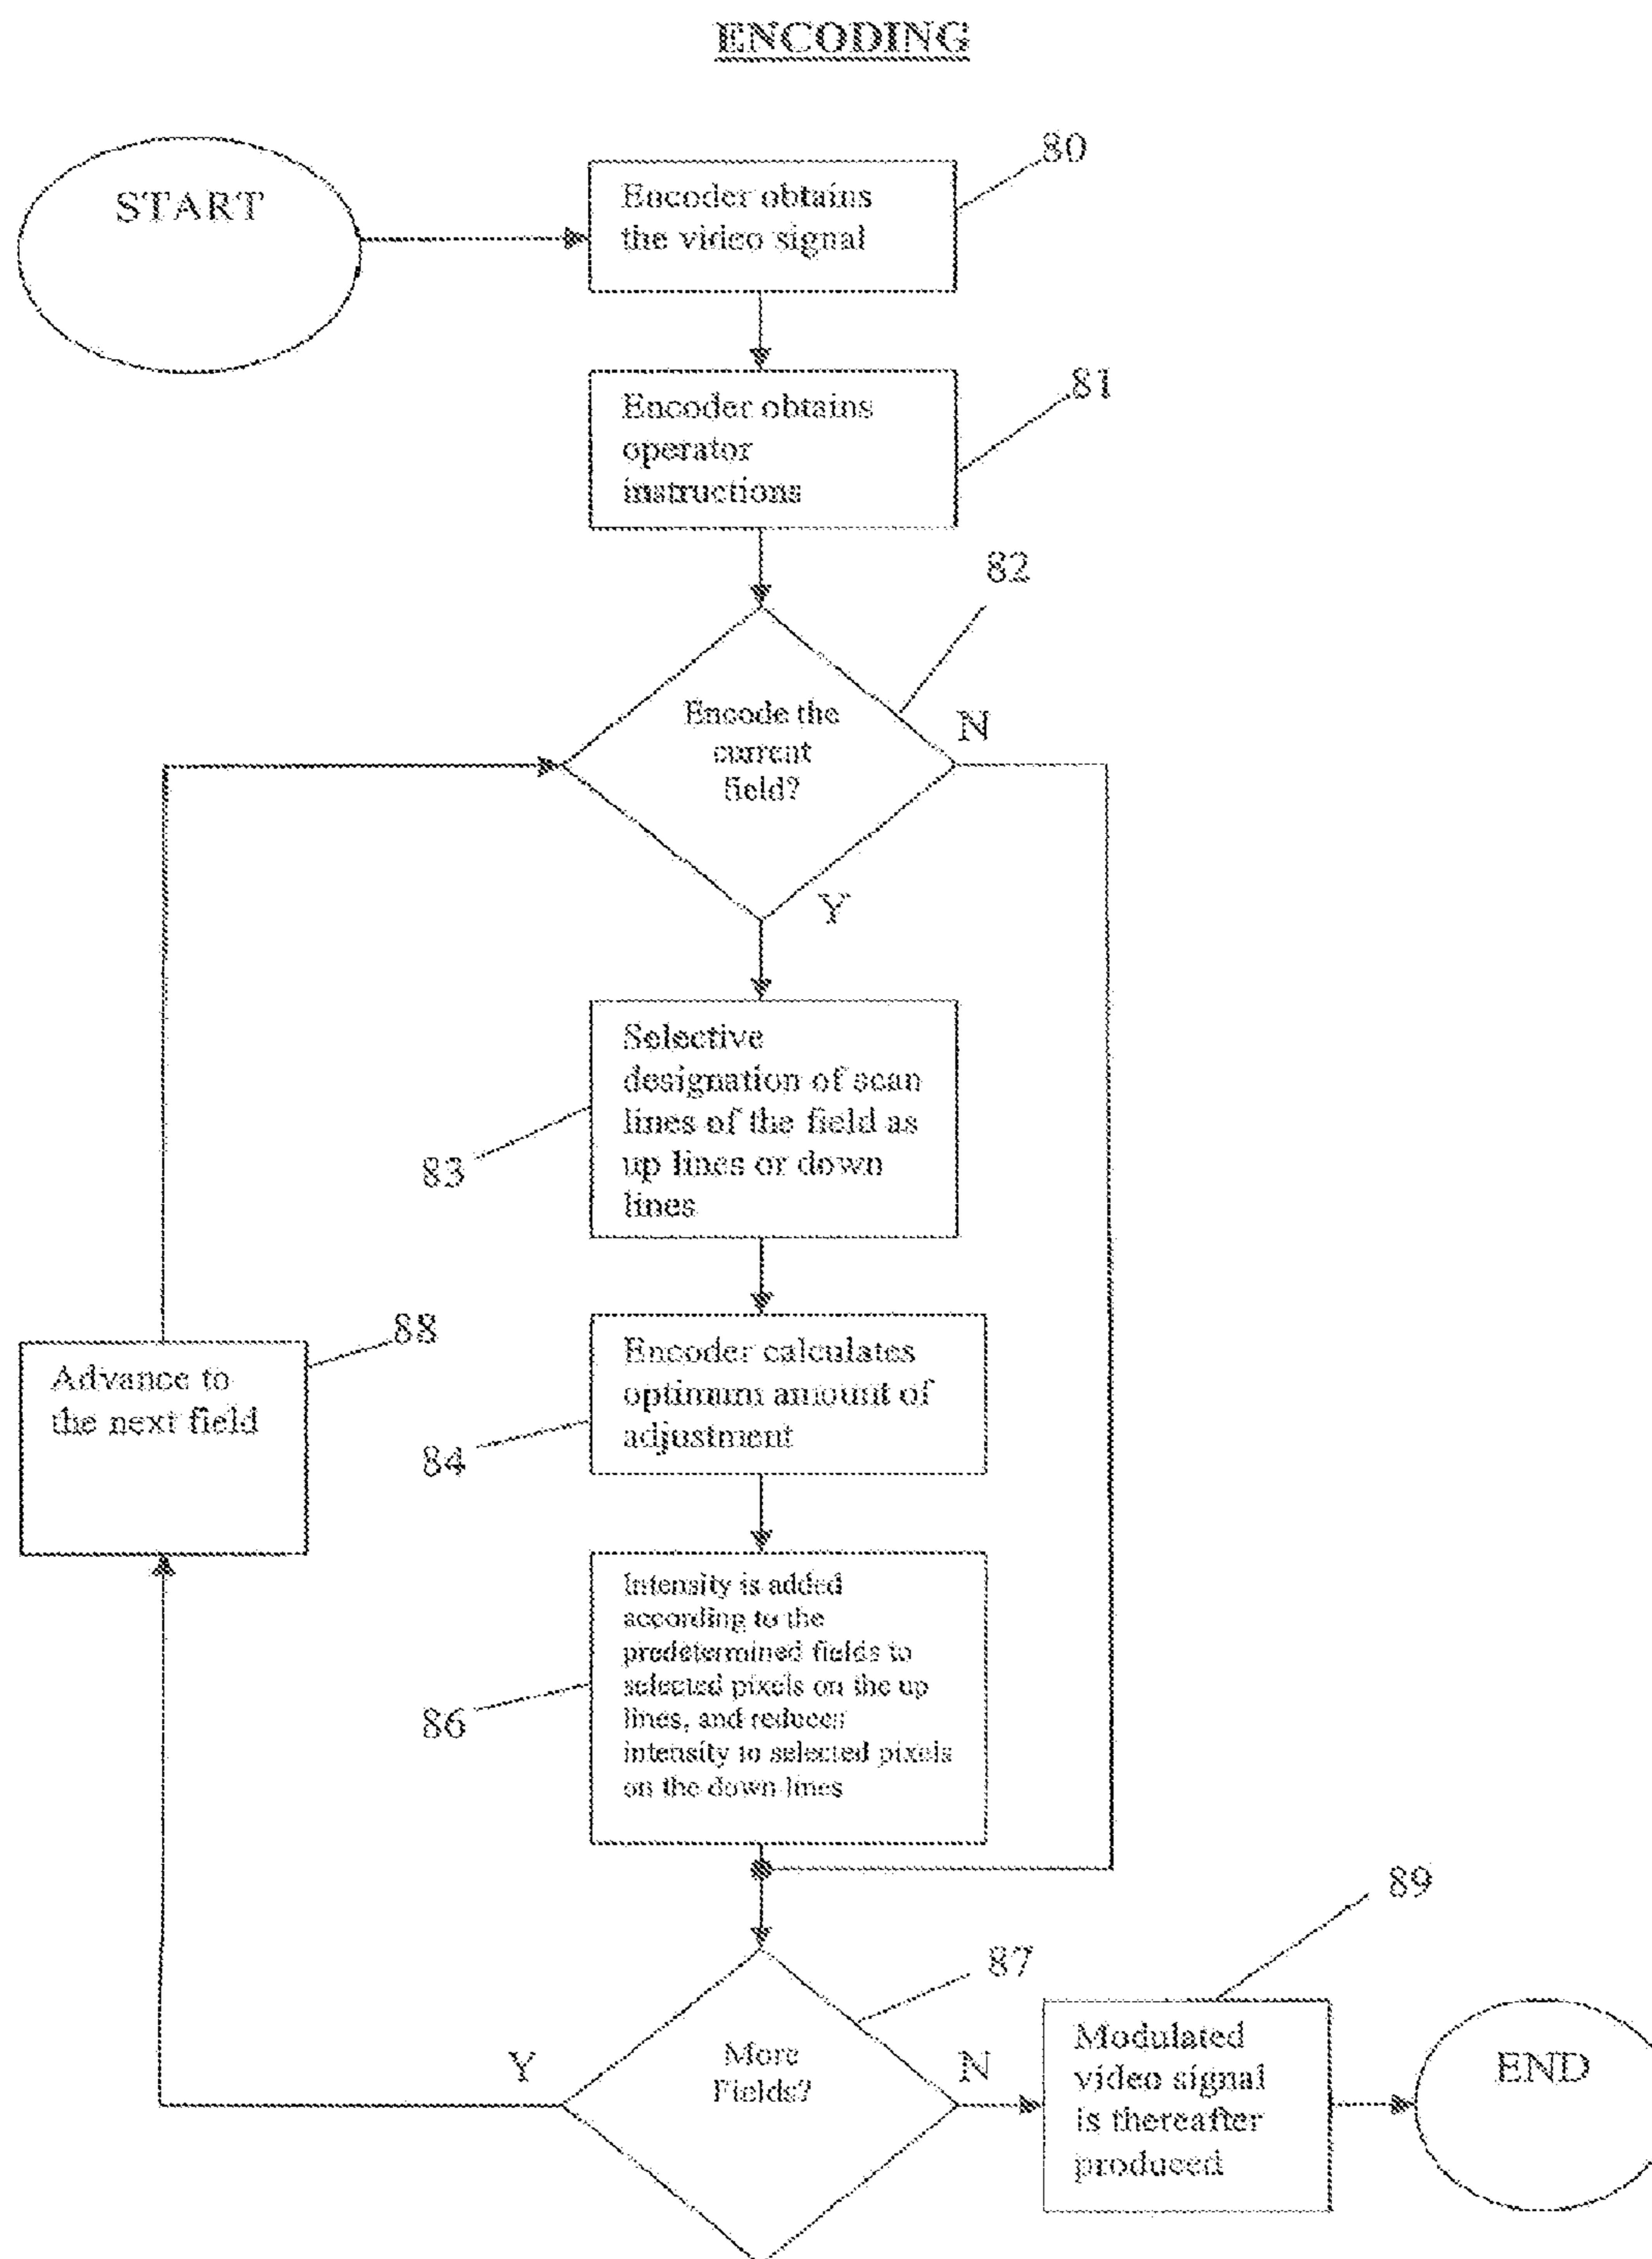 ENCODING
START
80
Encoder obtains
the video signal
81
Encoder obtains
operator
instructions
82
Encode the
current
field?
N
Y
Selective
designation of scan
lines of the field as
up lines or down
lines
83
88
Advance to
the next field
Encoder calculates
optimum amount of
adjustment
84
Intensity is added
according to the
predetermined fields to
selected pixels on the up
lines, and reduces
intensity to selected pixels
on the down lines
86
87
89
More
Fields?
Y
N
Modulated
video signal
is thereafter
produced
END